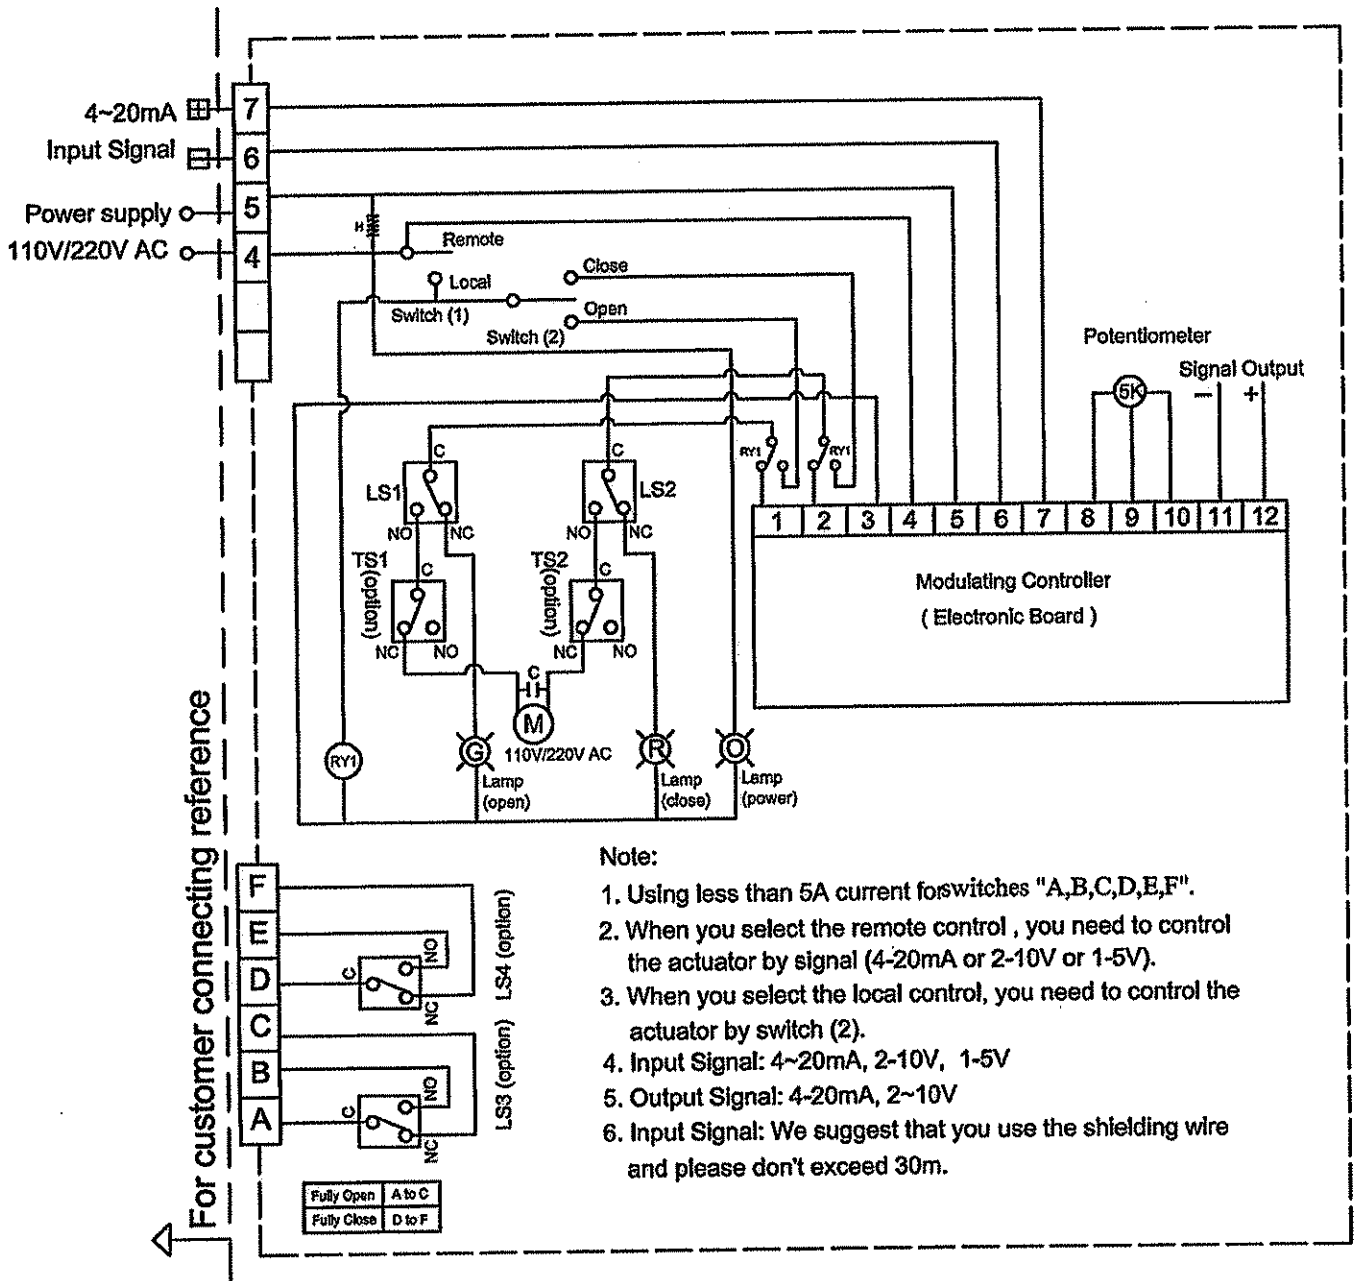 4~20mA
7
Input Signal
6
Power supply
5
110V/220V AC
4
H
Remote
Local
Close
Switch (1)
Open
Switch (2)
Potentiometer
5K
Signal Output
− +
C
C
RY1
RY1
LS1
LS2
NO NC
NO NC
1 2 3 4 5 6 7 8 9 10 11 12
TS1
(option)
C
TS2
(option)
C
Modulating Controller
( Electronic Board )
NC NO
NC NO
C
M
110V/220V AC
RY1
G
Lamp
(open)
R
Lamp
(close)
O
Lamp
(power)
For customer connecting reference
F
E
D
C
B
A
C
NO
NC
LS4 (option)
C
NO
NC
LS3 (option)
Fully Open A to C
Fully Close D to F
Note:
1. Using less than 5A current forswitches "A,B,C,D,E,F".
2. When you select the remote control , you need to control
the actuator by signal (4-20mA or 2-10V or 1-5V).
3. When you select the local control, you need to control the
actuator by switch (2).
4. Input Signal: 4~20mA, 2-10V, 1-5V
5. Output Signal: 4-20mA, 2~10V
6. Input Signal: We suggest that you use the shielding wire
and please don't exceed 30m.